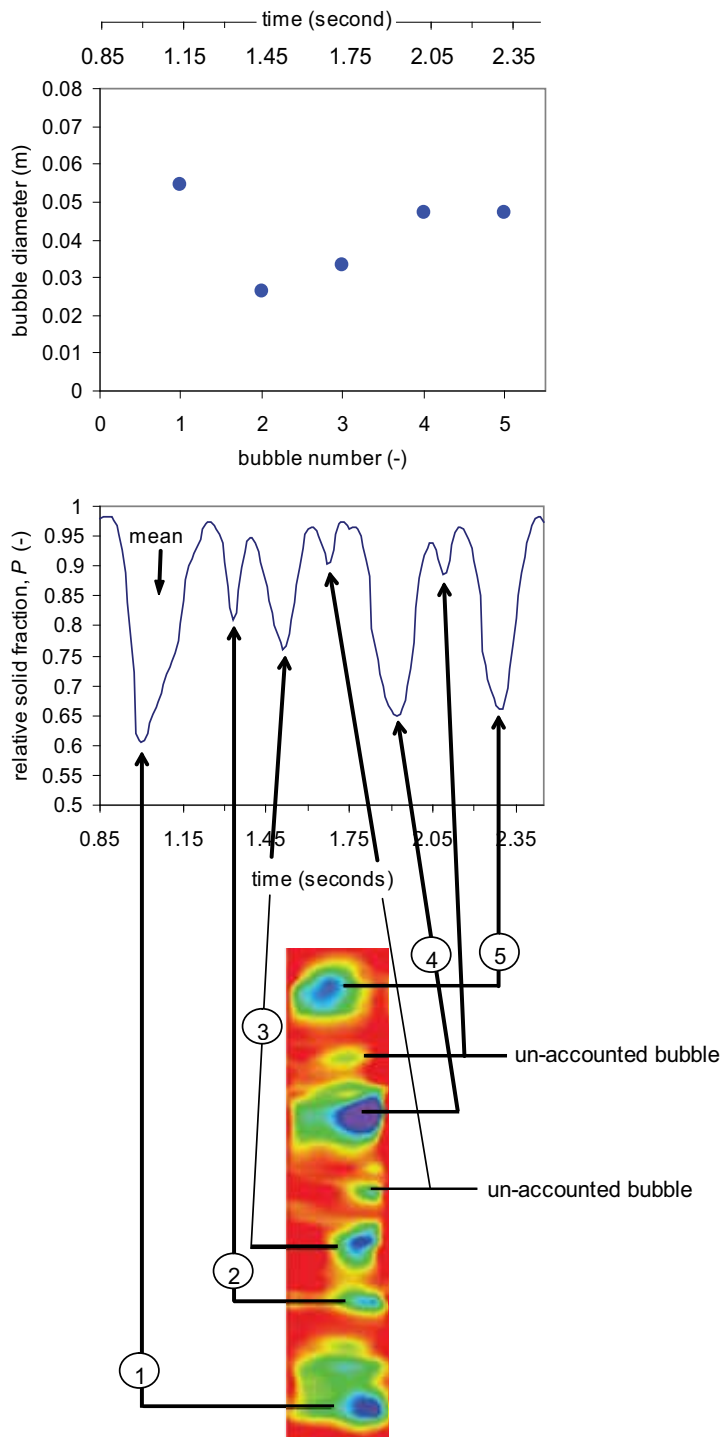 time (second)
0.85 1.15 1.45 1.75 2.05 2.35
0.08
0.07
0.06
0.05
0.04
0.03
0.02
0.01
0
bubble diameter (m)
0 1 2 3 4 5
bubble number (-)
1
0.95
0.9
0.85
0.8
0.75
0.7
0.65
0.6
0.55
0.5
relative solid fraction, P (-)
mean
0.85 1.15 1.45 1.75 2.05 2.35
time (seconds)
4
5
3
un-accounted bubble
un-accounted bubble
2
1